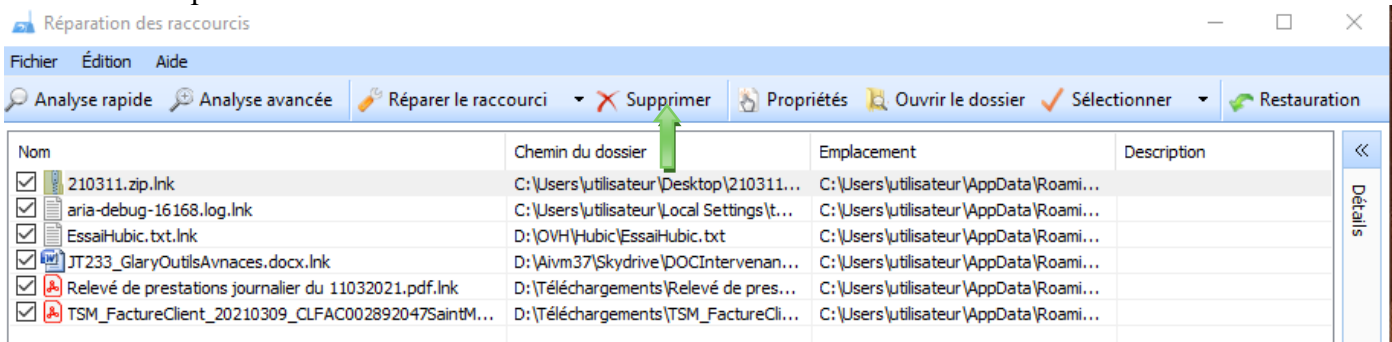 Réparation des raccourcis
Fichier Édition Aide
Analyse rapide Analyse avancée Réparer le raccourci Supprimer Propriétés Ouvrir le dossier Sélectionner Restauration
Nom Chemin du dossier Emplacement Description
210311.zip.lnk C:\Users\utilisateur\Desktop\210311... C:\Users\utilisateur\AppData\Roami...
aria-debug-16168.log.lnk C:\Users\utilisateur\Local Settings\t... C:\Users\utilisateur\AppData\Roami...
EssaiHubic.txt.lnk D:\OVH\Hubic\EssaiHubic.txt C:\Users\utilisateur\AppData\Roami...
JT233_GlaryOutilsAvnaces.docx.lnk D:\Aivm37\Skydrive\DOCIntervenan... C:\Users\utilisateur\AppData\Roami...
Relevé de prestations journalier du 11032021.pdf.lnk D:\Téléchargements\Relevé de pres... C:\Users\utilisateur\AppData\Roami...
TSM_FactureClient_20210309_CLFAC002892047SaintM... D:\Téléchargements\TSM_FactureCli... C:\Users\utilisateur\AppData\Roami...
Détails